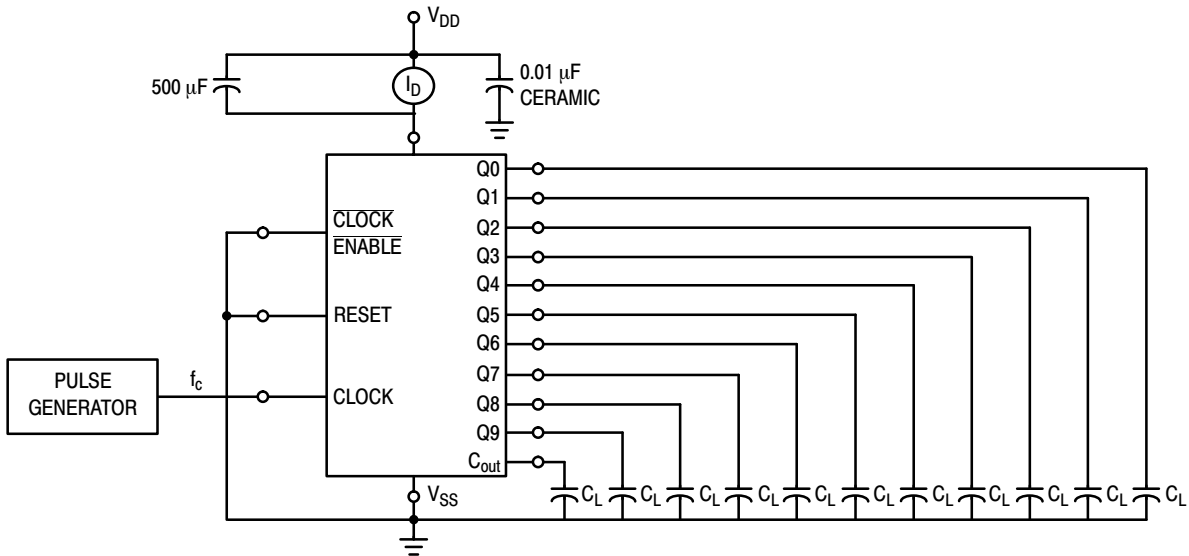 V_DD
500 μF
I_D
0.01 μF
CERAMIC
CLOCK
ENABLE
RESET
CLOCK
PULSE
GENERATOR
f_c
Q0
Q1
Q2
Q3
Q4
Q5
Q6
Q7
Q8
Q9
C_out
V_SS
C_L C_L C_L C_L C_L C_L C_L C_L C_L C_L C_L